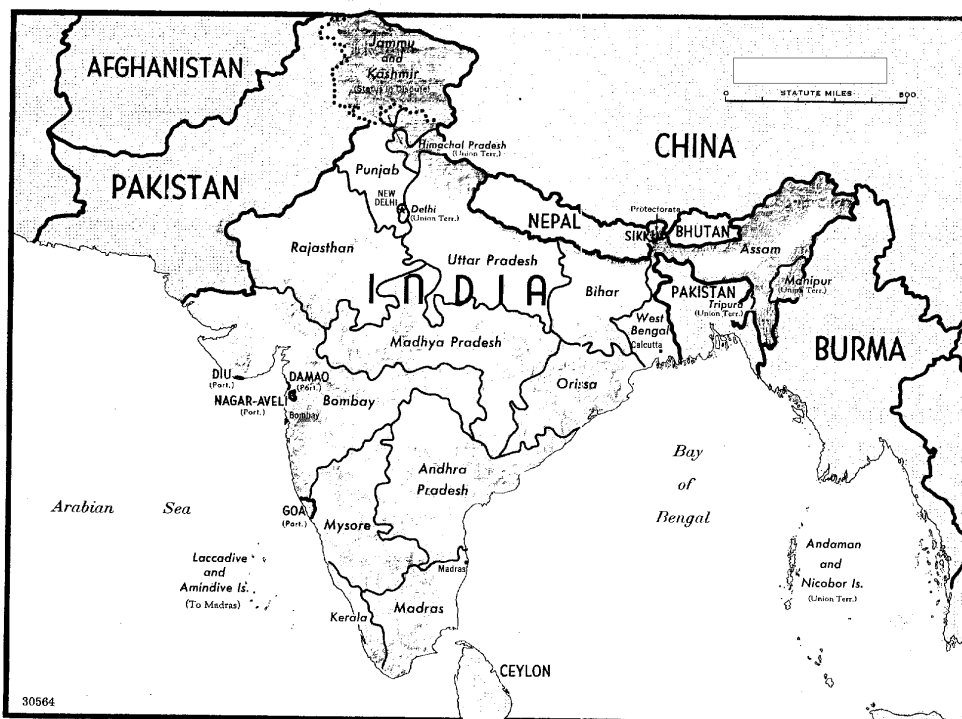 AFGHANISTAN
Jammu
and
Kashmir
(Status in Dispute)
0 STATUTE MILES 500
CHINA
Himachal Pradesh
(Union Terr.)
Punjab
PAKISTAN
NEW
DELHI
Delhi
(Union Terr.)
NEPAL
Protectorate
SIKKIM
BHUTAN
Assam
Rajasthan
Uttar Pradesh
INDIA
Bihar
PAKISTAN
Tripura
(Union Terr.)
Manipur
(Union Terr.)
West
Bengal
Calcutta
BURMA
Madhya Pradesh
DIU
(Port.)
DAMAO
(Port.)
NAGAR-AVELI
(Port.)
Bombay
Bombay
Orissa
Andhra
Pradesh
Bay
of
Bengal
Arabian Sea
GOA
(Port.)
Mysore
Laccadive
and
Amindive Is.
(To Madras)
Madras
Andaman
and
Nicobar Is.
(Union Terr.)
Kerala
Madras
CEYLON
30564